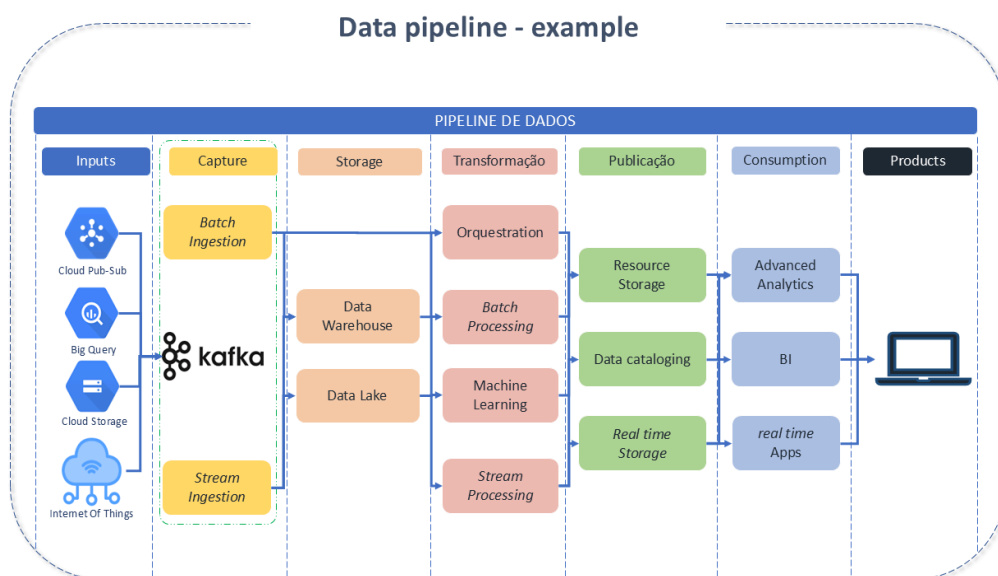 Data pipeline - example
PIPELINE DE DADOS
Inputs
Capture
Storage
Transformação
Publicação
Consumption
Products
Cloud Pub-Sub
Big Query
Cloud Storage
Internet Of Things
Batch
Ingestion
kafka
Stream
Ingestion
Data
Warehouse
Data Lake
Orquestration
Batch
Processing
Machine
Learning
Stream
Processing
Resource
Storage
Data cataloging
Real time
Storage
Advanced
Analytics
BI
real time
Apps